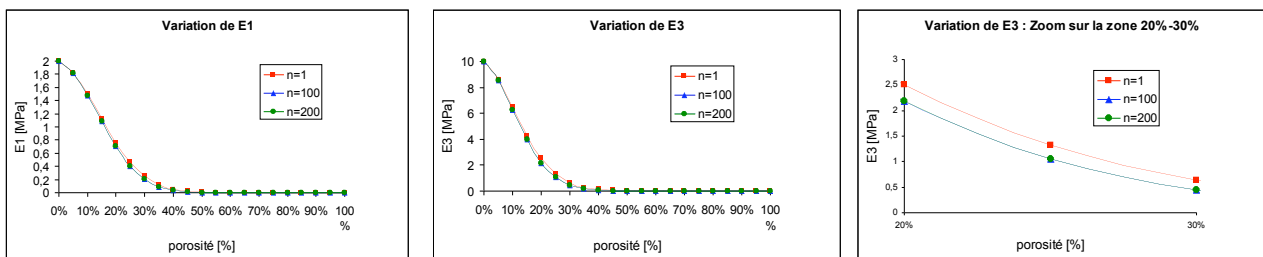 Variation de E1
2
1,8
1,6
1,4
1,2
1
0,8
0,6
0,4
0,2
0
E1 [MPa]
n=1
n=100
n=200
0% 10% 20% 30% 40% 50% 60% 70% 80% 90% 100
%
porosité [%]
Variation de E3
10
8
6
4
2
0
E3 [MPa]
n=1
n=100
n=200
0% 10% 20% 30% 40% 50% 60% 70% 80% 90% 100
%
porosité [%]
Variation de E3 : Zoom sur la zone 20%-30%
3
2,5
2
1,5
1
0,5
0
E3 [MPa]
n=1
n=100
n=200
20% 30%
porosité [%]